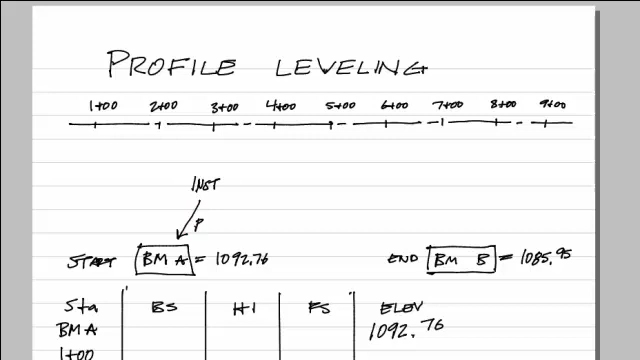 PROFILE LEVELING
1+00 2+00 3+00 4+00 5+00 6+00 7+00 8+00 9+00
INST
P
START BM A = 1092.76 END BM B = 1085.95
Sta BS HI FS ELEV
BM A 1092.76
1+00